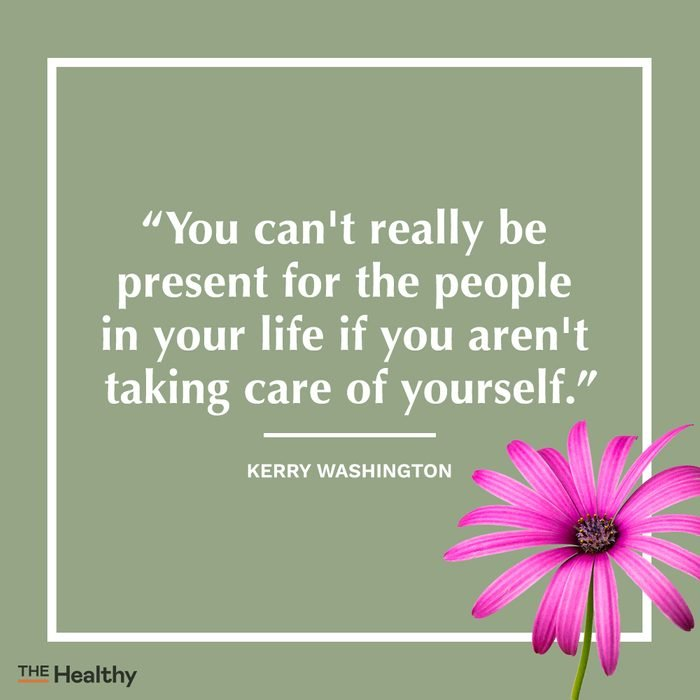 “You can't really be
present for the people
in your life if you aren't
taking care of yourself.”
KERRY WASHINGTON
THE Healthy